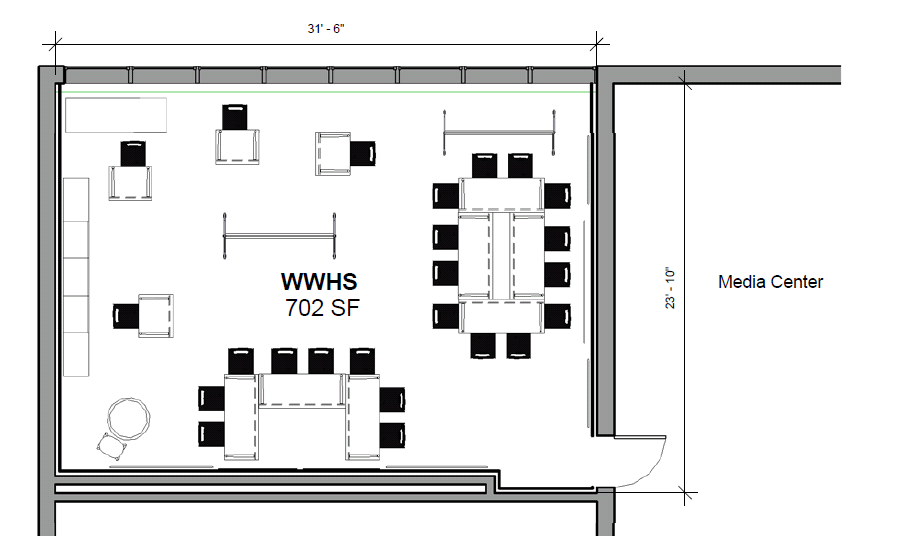 31' - 6"
WWHS
702 SF
23' - 10"
Media Center